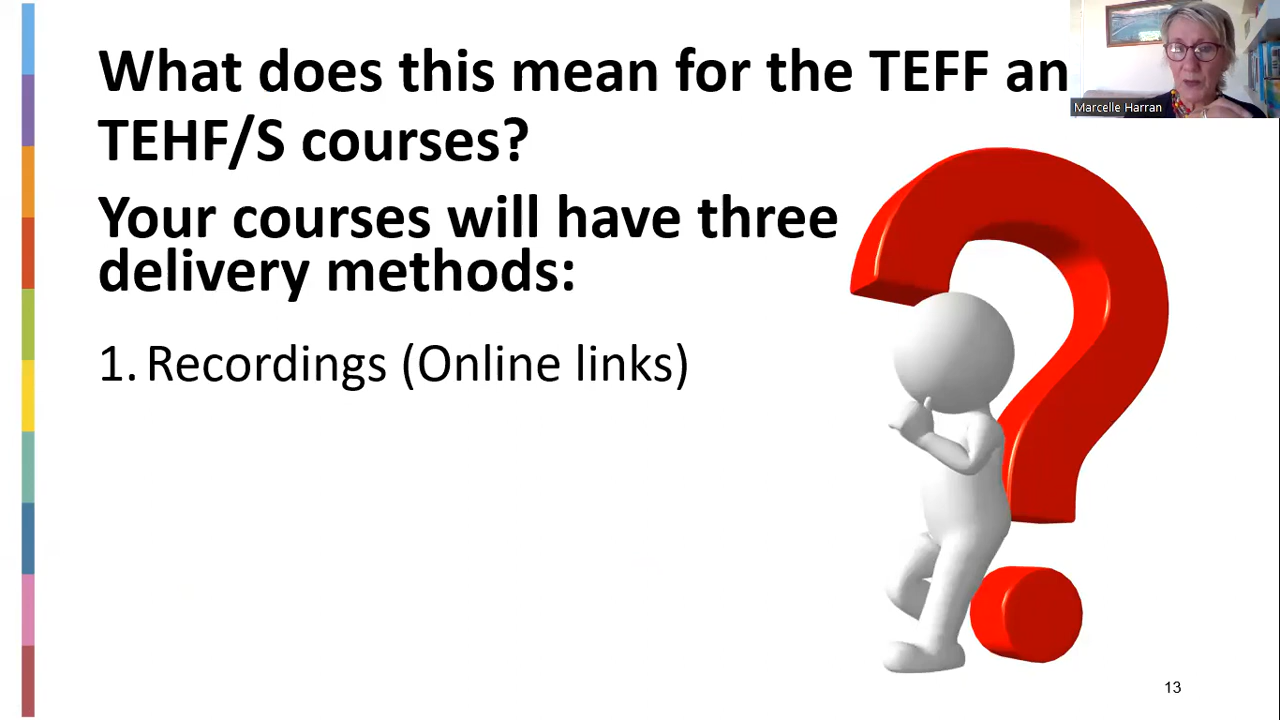 What does this mean for the TEFF an
TEHF/S courses?
Your courses will have three
delivery methods:
1. Recordings (Online links)
Marcelle Harran
13